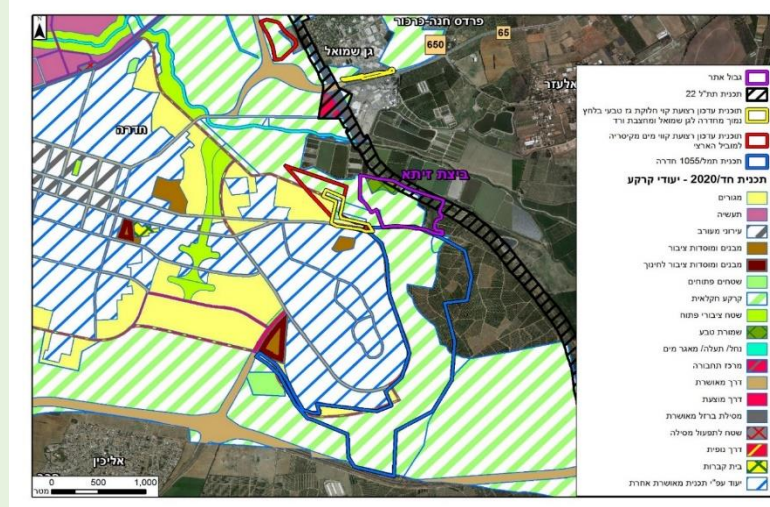 פרדס חנה-כרכור
65
650
גן שמואל
אלעזר
חדרה
ביצת זיתא
אליכין
0 500 1,000
מטר
גבול אתר
תכנית תת"ל 22
תוכנית עדכון רצועת קווי חלוקת גז טבעי בלחץ
נמוך מחדרה לגן שמואל ומחצבת ורד
תוכנית עדכון רצועת קווי מים מקיסריה
למוביל הארצי
תכנית תמל/1055 חדרה
תכנית חד/2020 - יעודי קרקע
מגורים
תעשיה
עירוני מעורב
מבנים ומוסדות ציבור
מבנים ומוסדות ציבור לחינוך
שטחים פתוחים
קרקע חקלאית
שטח ציבורי פתוח
שמורת טבע
נחל/ תעלה/ מאגר מים
מרכז תחבורה
דרך מאושרת
דרך מוצעת
מסילת ברזל מאושרת
שטח לתפעול מסילה
דרך נופית
בית קברות
יעוד עפ"י תכנית מאושרת אחרת